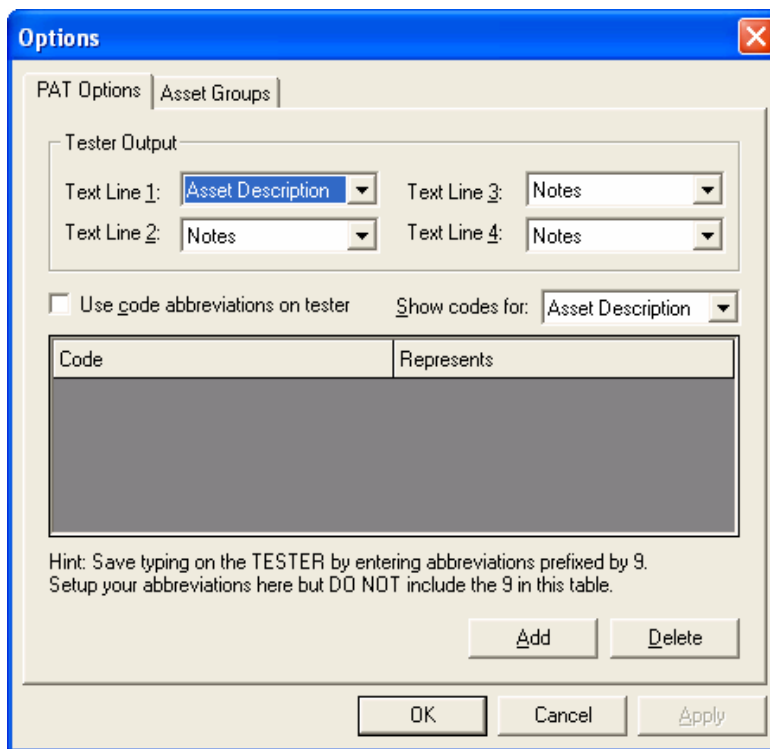 Options
PAT Options Asset Groups
Tester Output
Text Line 1: Asset Description Text Line 3: Notes
Text Line 2: Notes Text Line 4: Notes
Use code abbreviations on tester Show codes for: Asset Description
Code Represents
Hint: Save typing on the TESTER by entering abbreviations prefixed by 9.
Setup your abbreviations here but DO NOT include the 9 in this table.
Add Delete
OK Cancel Apply